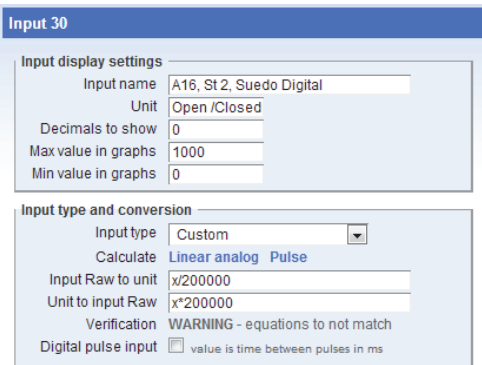 Input 30
Input display settings
Input name A16, St 2, Suedo Digital
Unit Open /Closed
Decimals to show 0
Max value in graphs 1000
Min value in graphs 0
Input type and conversion
Input type Custom
Calculate Linear analog Pulse
Input Raw to unit x/200000
Unit to input Raw x*200000
Verification WARNING - equations to not match
Digital pulse input value is time between pulses in ms